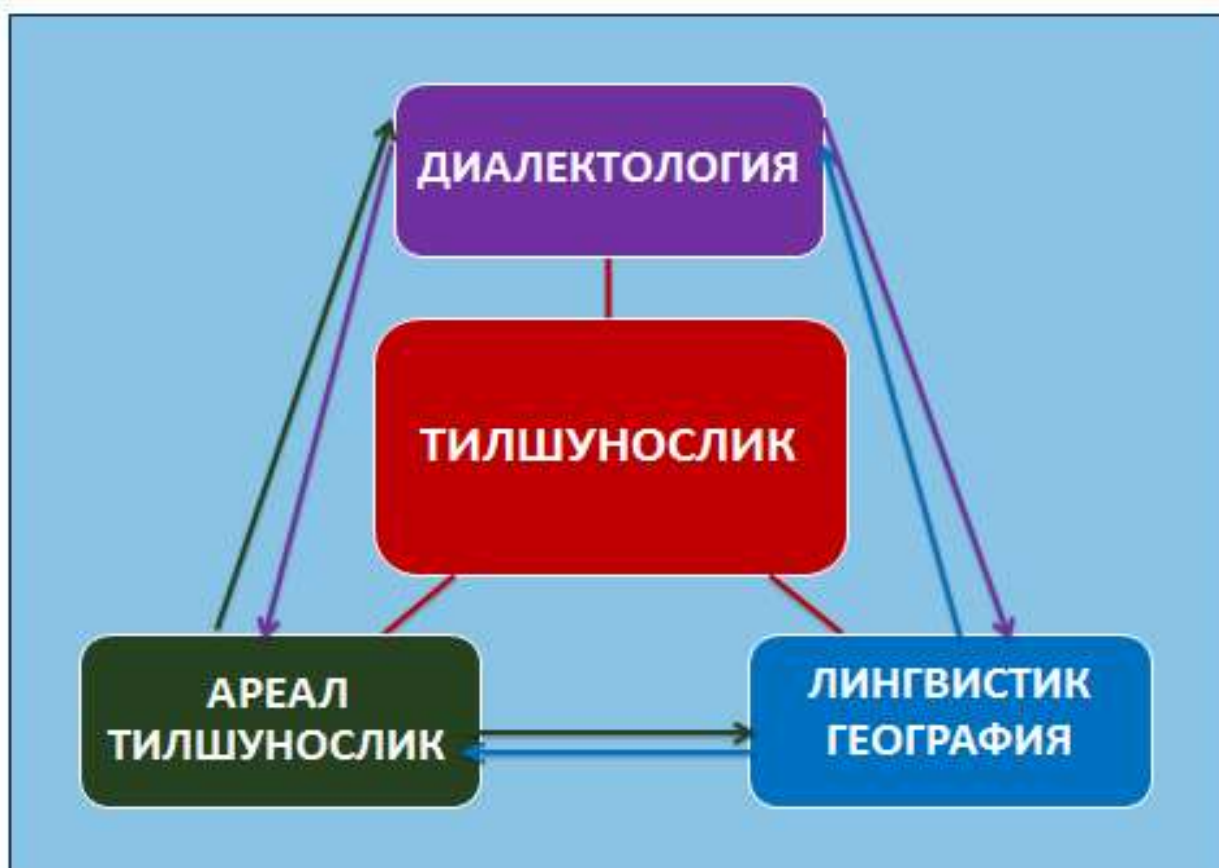 ДИАЛЕКТОЛОГИЯ
ТИЛШУНОСЛИК
АРЕАЛ
ТИЛШУНОСЛИК
ЛИНГВИСТИК
ГЕОГРАФИЯ